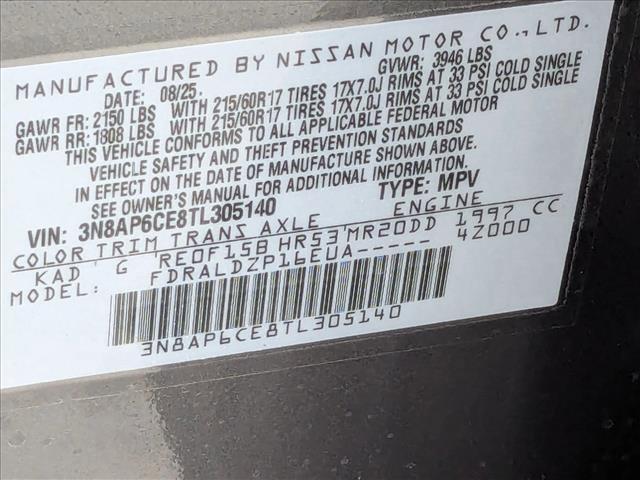 MANUFACTURED BY NISSAN MOTOR CO., LTD.
DATE: 08/25. GVWR: 3946 LBS
GAWR FR: 2150 LBS WITH 215/60R17 TIRES 17X7.0J RIMS AT 33 PSI COLD SINGLE
GAWR RR: 1808 LBS WITH 215/60R17 TIRES 17X7.0J RIMS AT 33 PSI COLD SINGLE
THIS VEHICLE CONFORMS TO ALL APPLICABLE FEDERAL MOTOR
VEHICLE SAFETY AND THEFT PREVENTION STANDARDS
IN EFFECT ON THE DATE OF MANUFACTURE SHOWN ABOVE.
SEE OWNER'S MANUAL FOR ADDITIONAL INFORMATION.
VIN: 3N8AP6CE8TL305140 TYPE: MPV
COLOR TRIM TRANS AXLE ENGINE
KAD G RE0F15B HR53 MR20DD 1997 CC
MODEL: FDRALDZP16EUA----- 4Z000
3N8AP6CE8TL305140